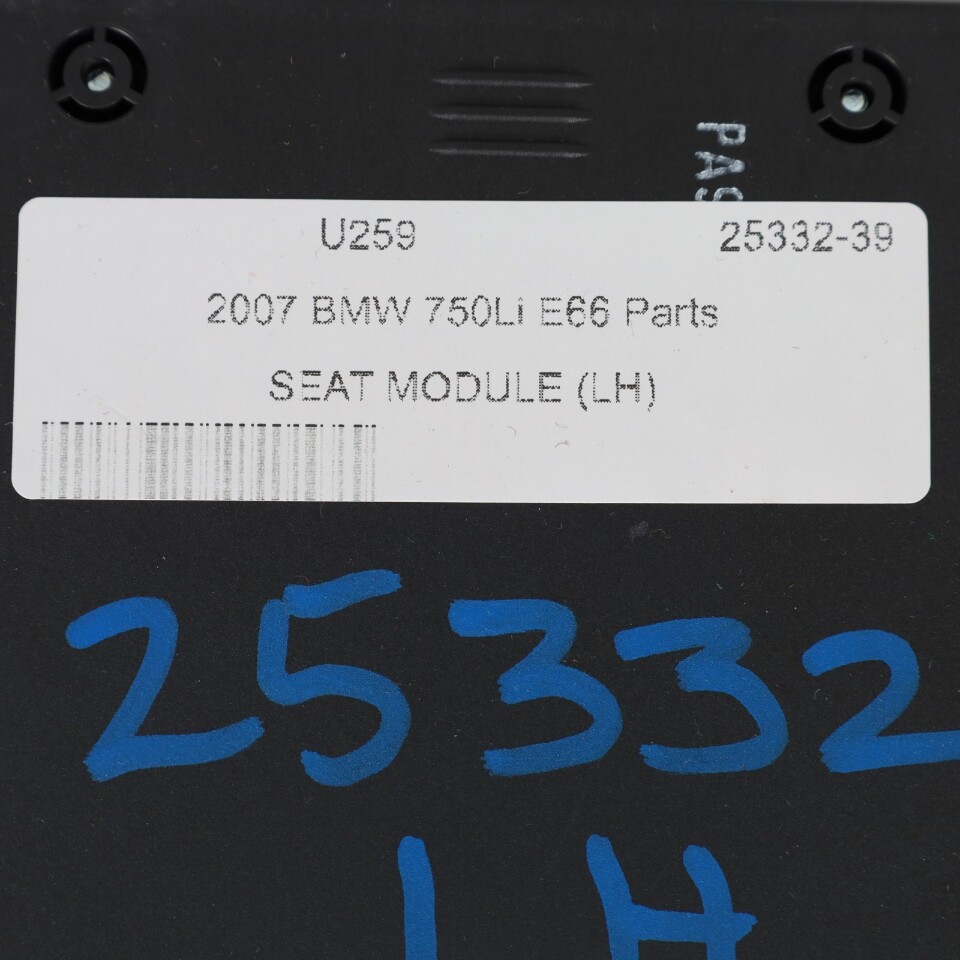 PAS
U259 25332-39
2007 BMW 750Li E66 Parts
SEAT MODULE (LH)
25332
LH